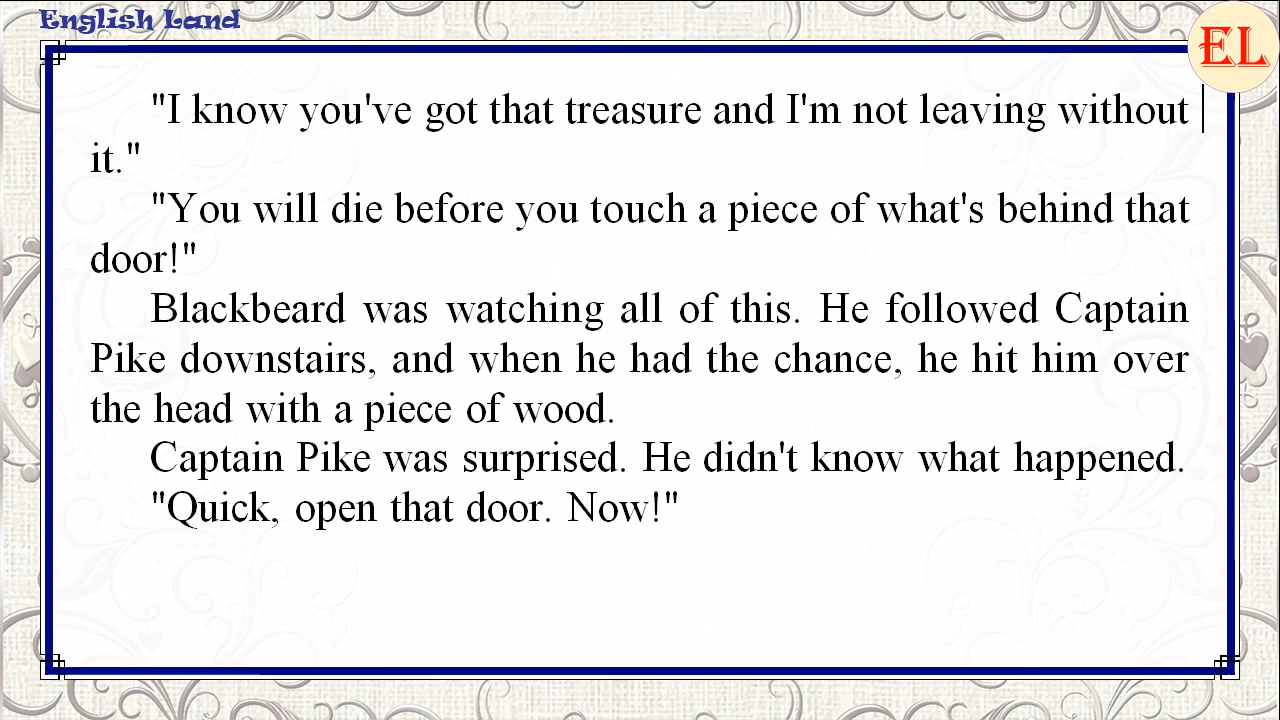 English Land
EL
"I know you've got that treasure and I'm not leaving without
it."
"You will die before you touch a piece of what's behind that
door!"
Blackbeard was watching all of this. He followed Captain
Pike downstairs, and when he had the chance, he hit him over
the head with a piece of wood.
Captain Pike was surprised. He didn't know what happened.
"Quick, open that door. Now!"